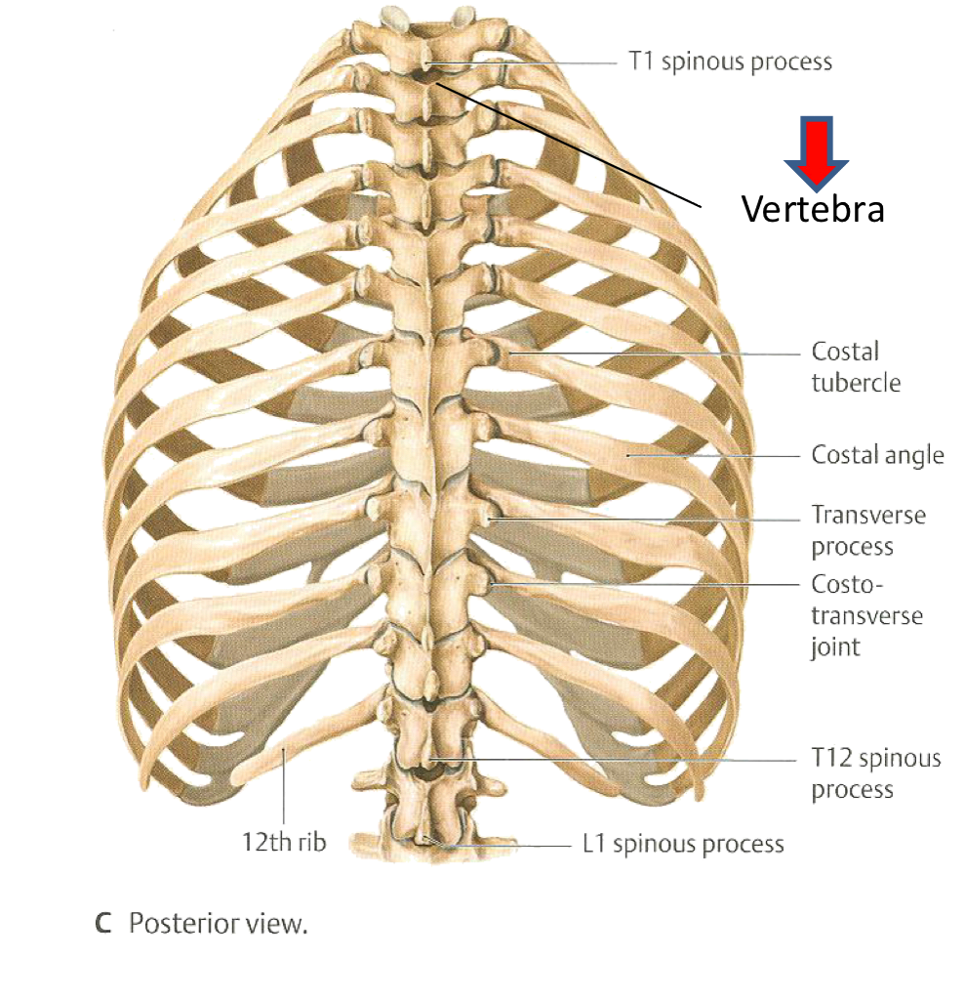 T1 spinous process
Vertebra
Costal
tubercle
Costal angle
Transverse
process
Costo-
transverse
joint
T12 spinous
process
12th rib
L1 spinous process
C Posterior view.